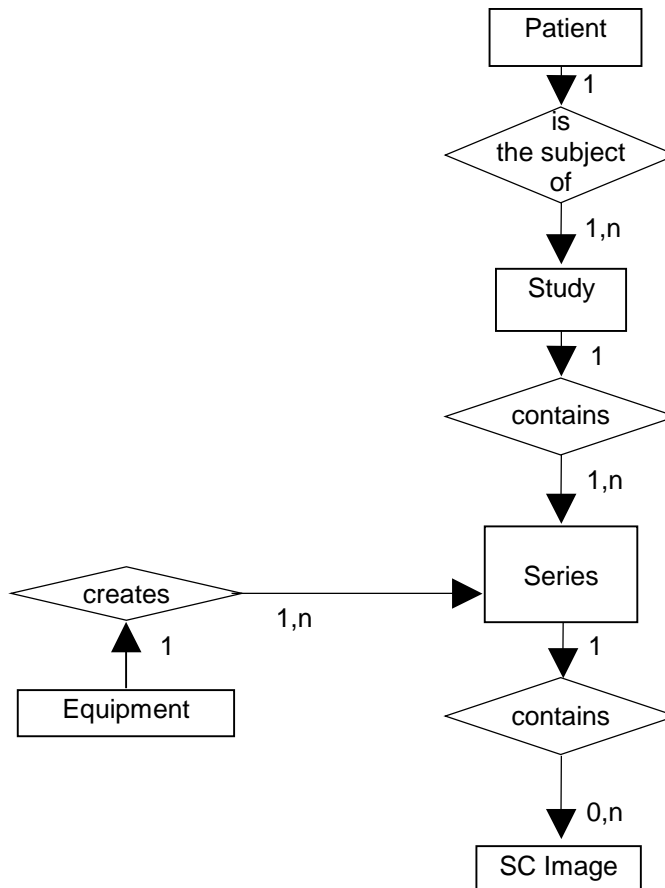 Patient
1
is
the subject
of
1,n
Study
1
contains
1,n
Series
creates
1,n
1
1
Equipment
contains
0,n
SC Image